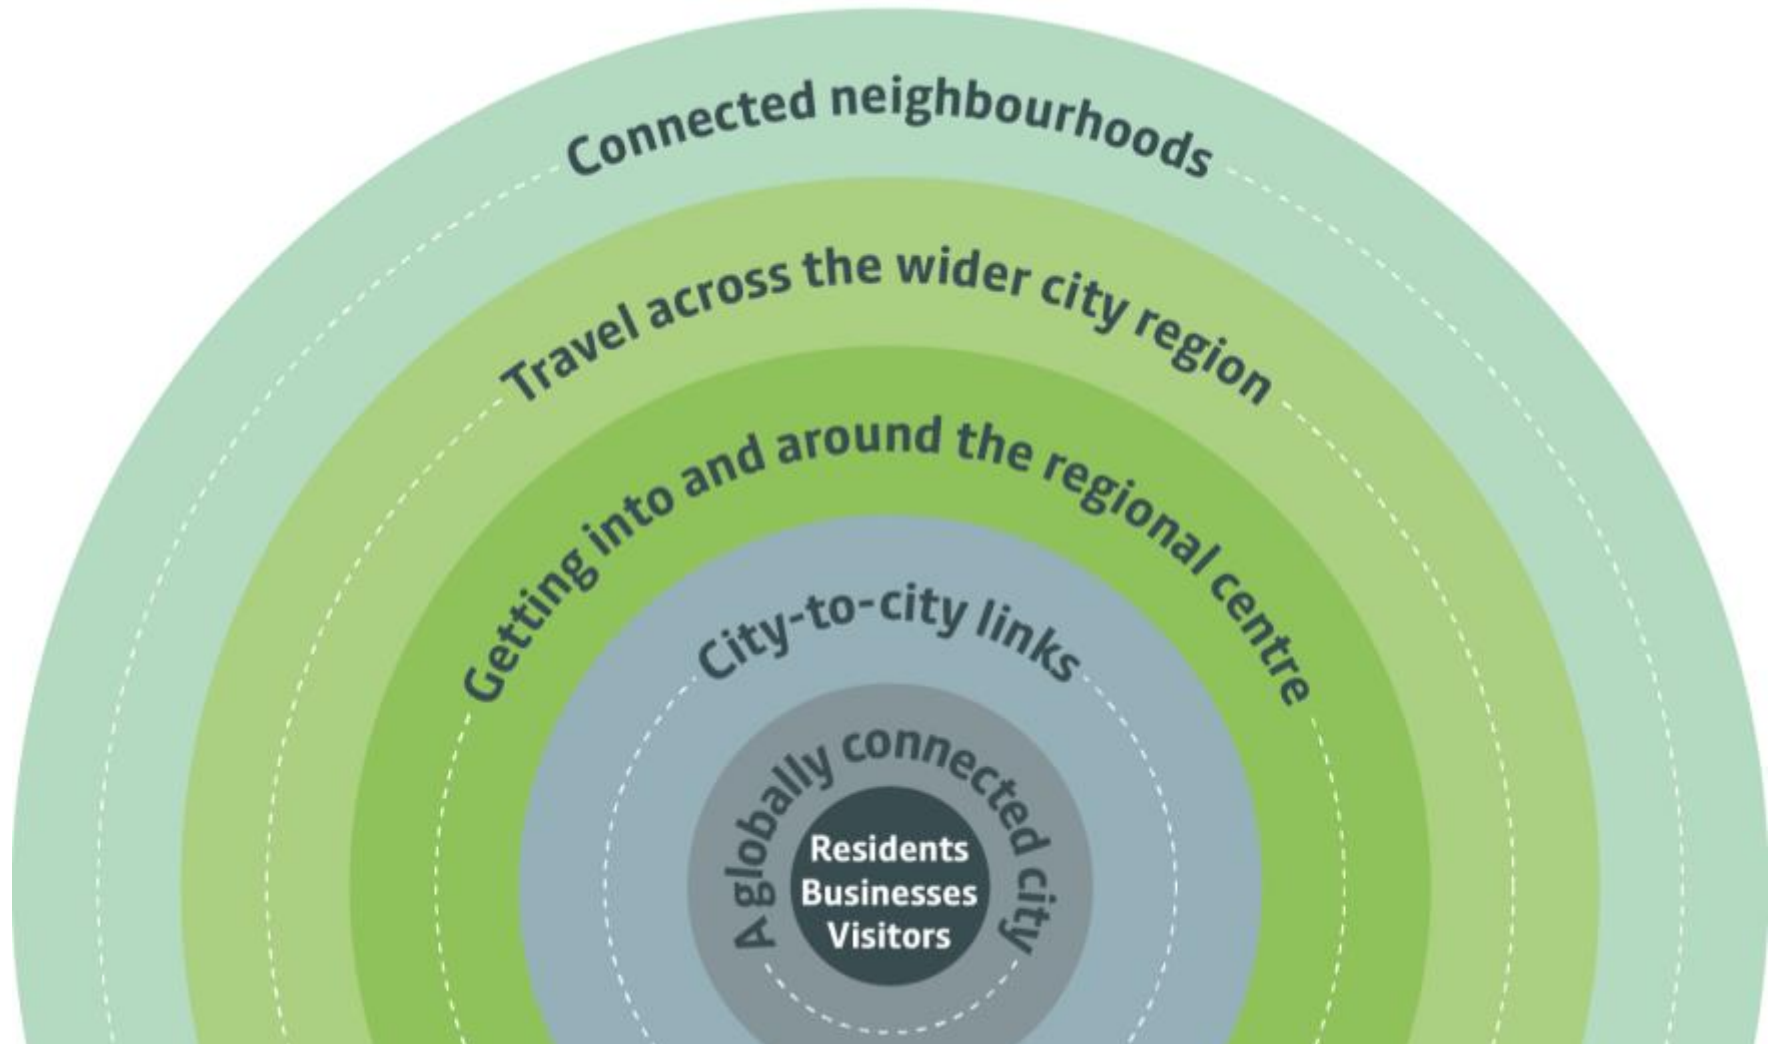 Connected neighbourhoods
Travel across the wider city region
Getting into and around the regional centre
City-to-city links
A globally connected city
Residents
Businesses
Visitors